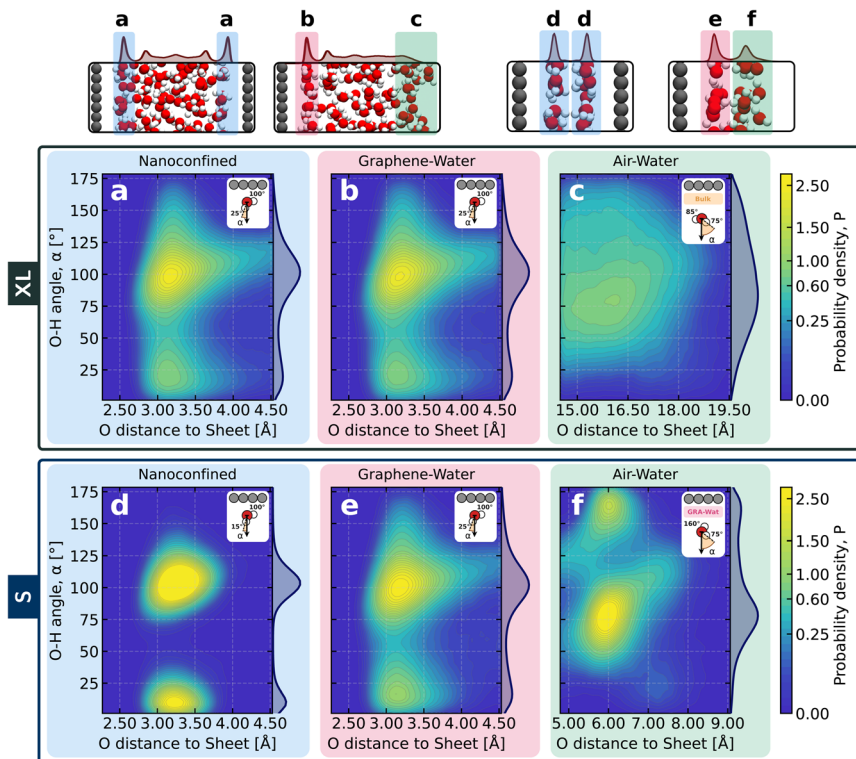 a a b c d d e f
XL
Nanoconfined Graphene-Water Air-Water
O-H angle, α [°]
175
150
125
100
75
50
25
a
100°
25°
α
b
100°
25°
α
c
Bulk
85°
75°
α
2.50 3.00 3.50 4.00 4.50
2.50 3.00 3.50 4.00 4.50
15.00 16.50 18.00 19.50
O distance to Sheet [Å] O distance to Sheet [Å] O distance to Sheet [Å]
2.50
1.00
0.60
0.25
0.00
Probability density, P
S
Nanoconfined Graphene-Water Air-Water
O-H angle, α [°]
175
150
125
100
75
50
25
d
100°
15°
α
e
100°
25°
α
f
GRA-Wat
160°
75°
α
2.50 3.00 3.50 4.00 4.50
2.50 3.00 3.50 4.00 4.50
5.00 6.00 7.00 8.00 9.00
O distance to Sheet [Å] O distance to Sheet [Å] O distance to Sheet [Å]
2.50
1.00
0.60
0.25
0.00
Probability density, P